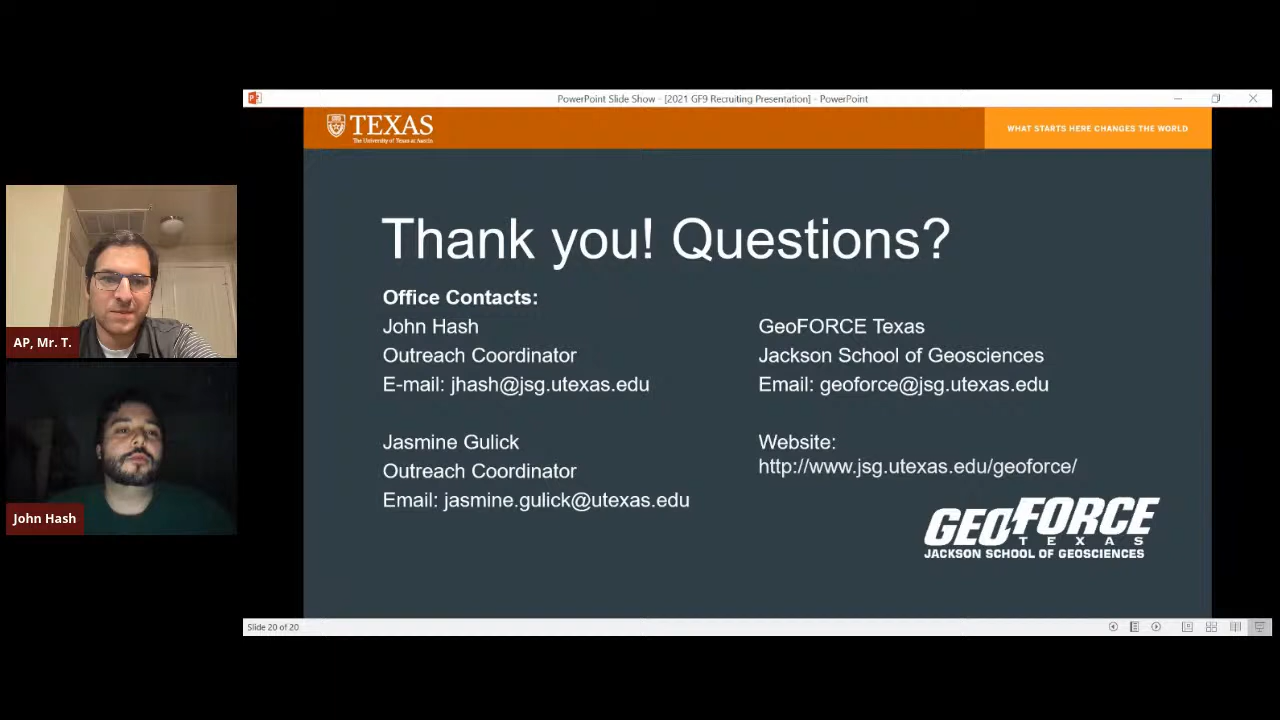 PowerPoint Slide Show - [2021 GF9 Recruiting Presentation] - PowerPoint
TEXAS
The University of Texas at Austin
WHAT STARTS HERE CHANGES THE WORLD
Thank you! Questions?
Office Contacts:
John Hash
Outreach Coordinator
E-mail: jhash@jsg.utexas.edu
Jasmine Gulick
Outreach Coordinator
Email: jasmine.gulick@utexas.edu
GeoFORCE Texas
Jackson School of Geosciences
Email: geoforce@jsg.utexas.edu
Website:
http://www.jsg.utexas.edu/geoforce/
GEOFORCE
TEXAS
JACKSON SCHOOL OF GEOSCIENCES
AP, Mr. T.
John Hash
Slide 20 of 20